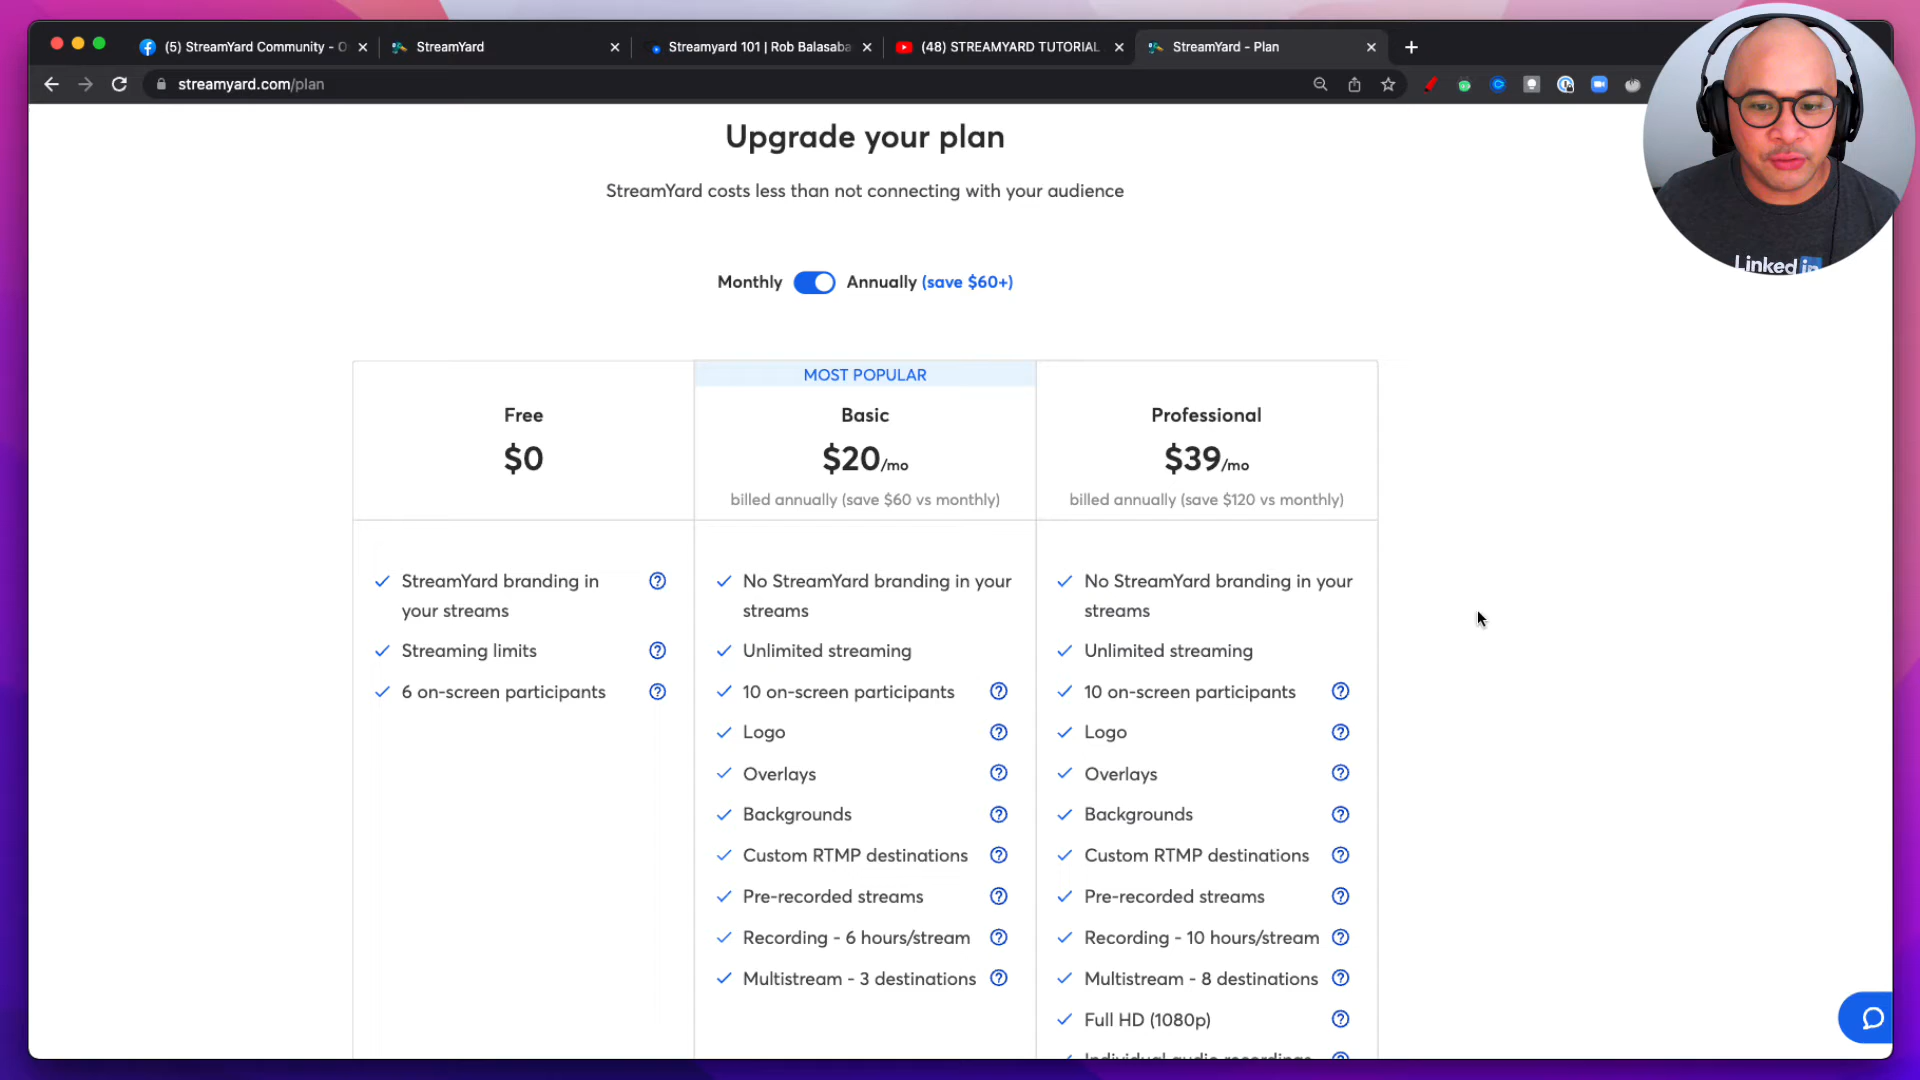 (5) StreamYard Community - O
StreamYard
Streamyard 101 | Rob Balasaba
(48) STREAMYARD TUTORIAL
StreamYard - Plan
streamyard.com/plan
Linked in
Upgrade your plan
StreamYard costs less than not connecting with your audience
Monthly
Annually (save $60+)
MOST POPULAR
Free
$0
Basic
$20/mo
billed annually (save $60 vs monthly)
Professional
$39/mo
billed annually (save $120 vs monthly)
StreamYard branding in
your streams
Streaming limits
6 on-screen participants
No StreamYard branding in your
streams
Unlimited streaming
10 on-screen participants
Logo
Overlays
Backgrounds
Custom RTMP destinations
Pre-recorded streams
Recording - 6 hours/stream
Multistream - 3 destinations
No StreamYard branding in your
streams
Unlimited streaming
10 on-screen participants
Logo
Overlays
Backgrounds
Custom RTMP destinations
Pre-recorded streams
Recording - 10 hours/stream
Multistream - 8 destinations
Full HD (1080p)
Individual audio recordings